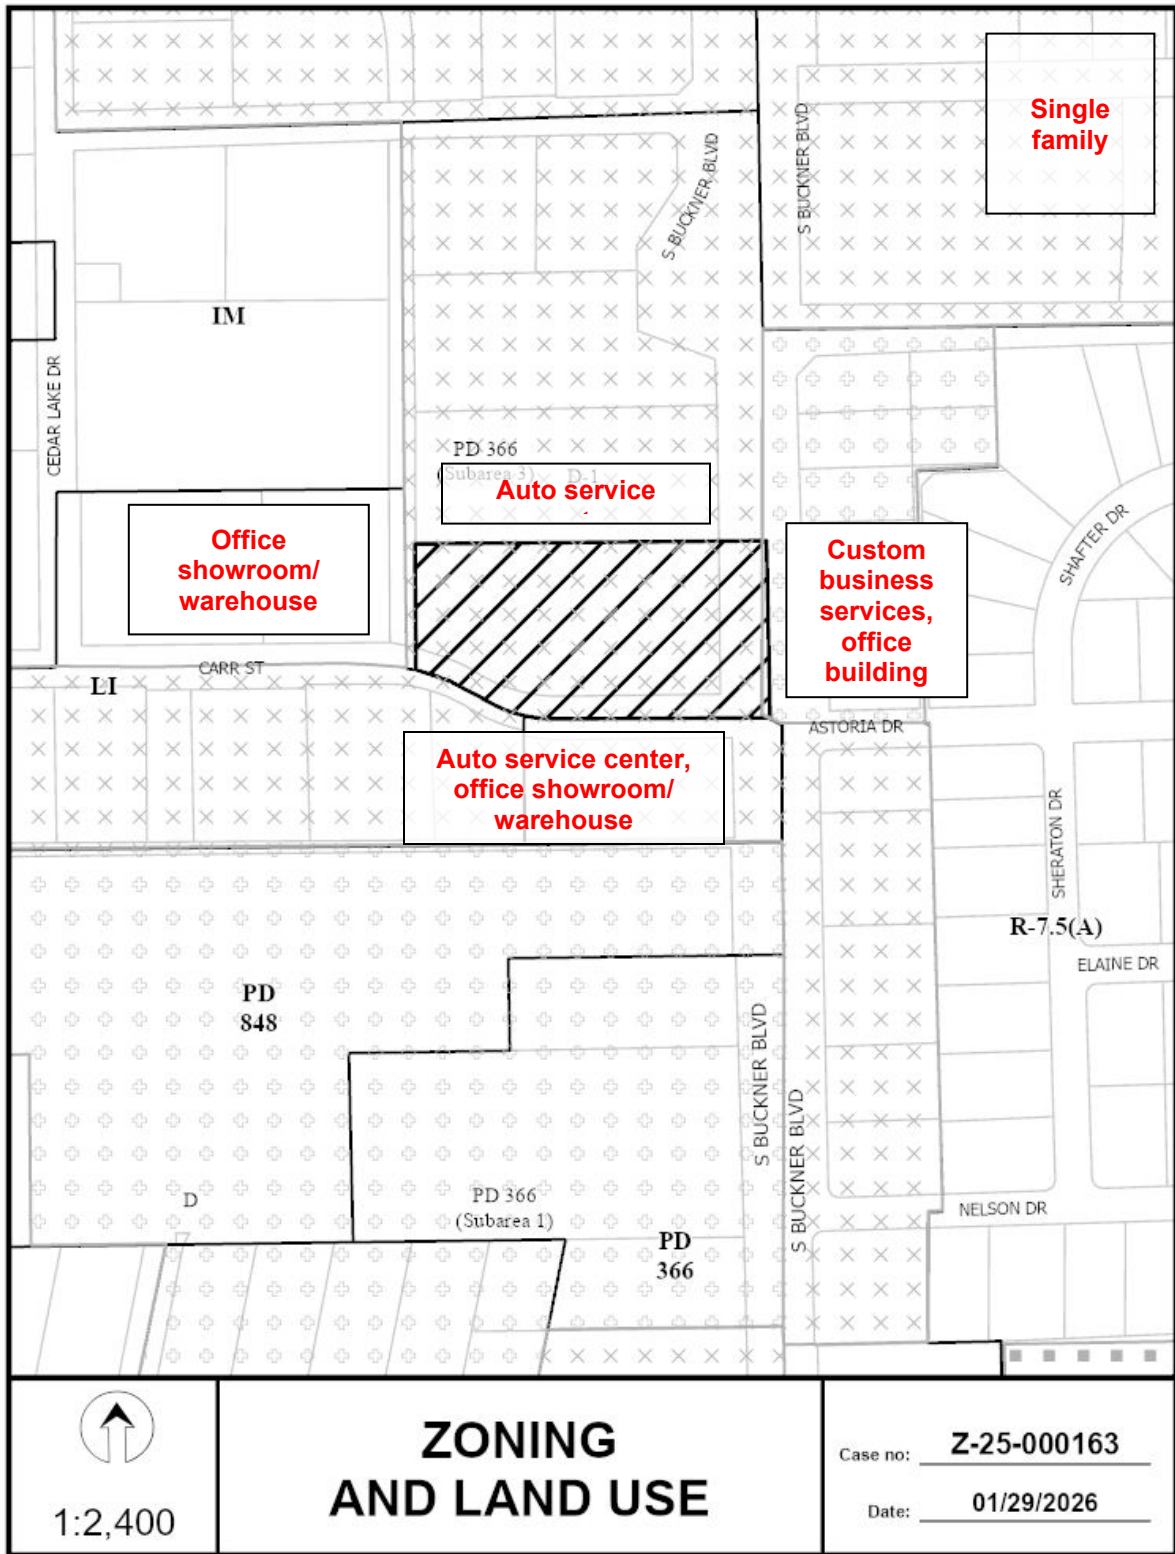 Single
family
S BUCKNER BLVD
S BUCKNER BLVD
IM
CEDAR LAKE DR
PD 366
(Subarea 3)
D-1
Auto service
Office
showroom/
warehouse
Custom
business
services,
office
building
SHAFTER DR
CARR ST
LI
ASTORIA DR
Auto service center,
office showroom/
warehouse
SHERATON DR
R-7.5(A)
ELAINE DR
PD
848
S BUCKNER BLVD
S BUCKNER BLVD
D
PD 366
(Subarea 1)
NELSON DR
PD
366
1:2,400
ZONING
AND LAND USE
Case no: Z-25-000163
Date: 01/29/2026